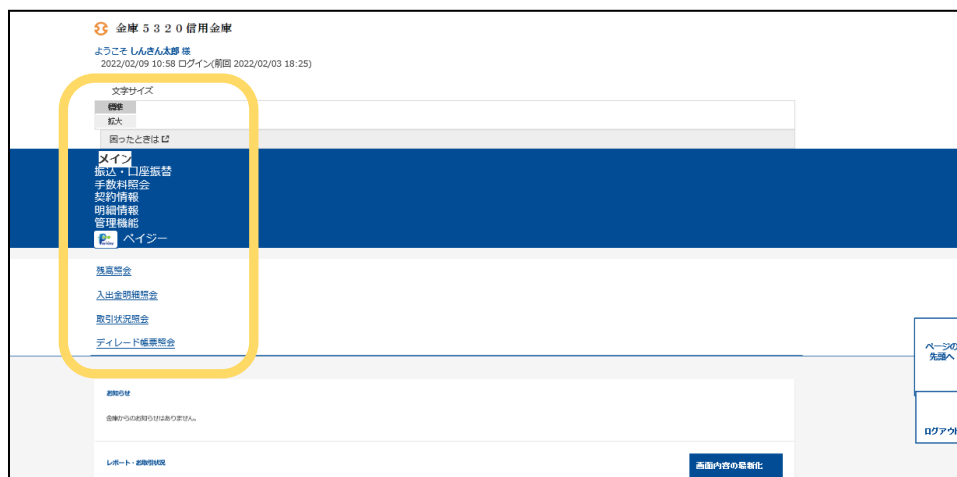 金庫5320信用金庫
ようこそ しんきん太郎 様
2022/02/09 10:58 ログイン(前回 2022/02/03 18:25)
文字サイズ
標準
拡大
困ったときは
メイン
振込・口座振替
手数料照会
契約情報
明細情報
管理機能
ペイジー
残高照会
入出金明細照会
取引状況照会
ディレード帳票照会
ページの
先頭へ
お知らせ
金庫からのお知らせはありません。
ログアウト
レポート・お取引状況
画面内容の最新化